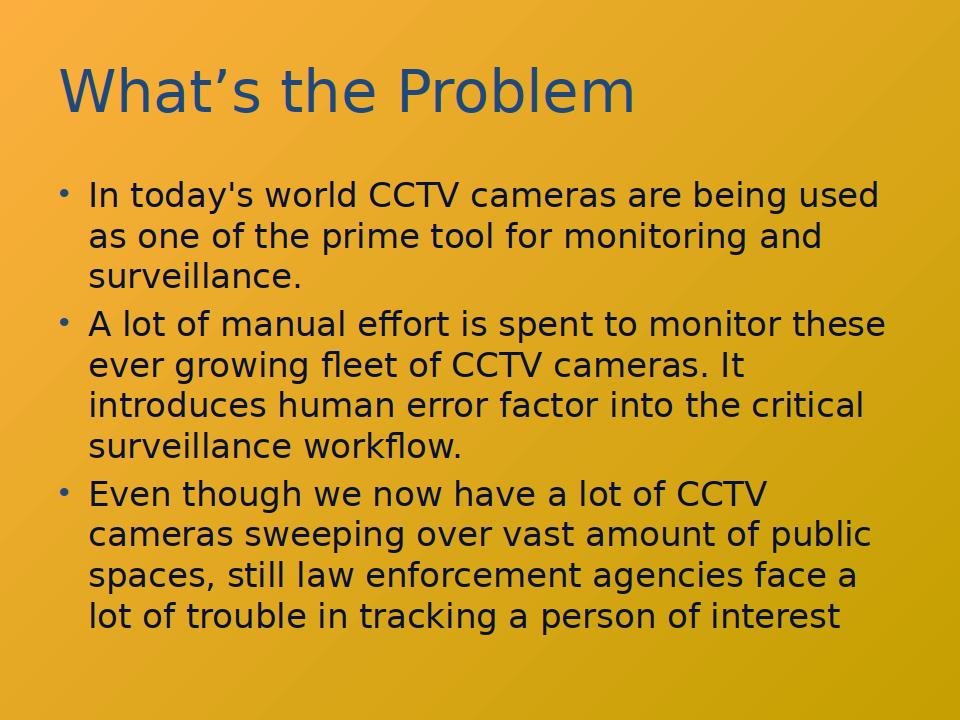 What’s the Problem
• In today's world CCTV cameras are being used
as one of the prime tool for monitoring and
surveillance.
• A lot of manual effort is spent to monitor these
ever growing fleet of CCTV cameras. It
introduces human error factor into the critical
surveillance workflow.
• Even though we now have a lot of CCTV
cameras sweeping over vast amount of public
spaces, still law enforcement agencies face a
lot of trouble in tracking a person of interest